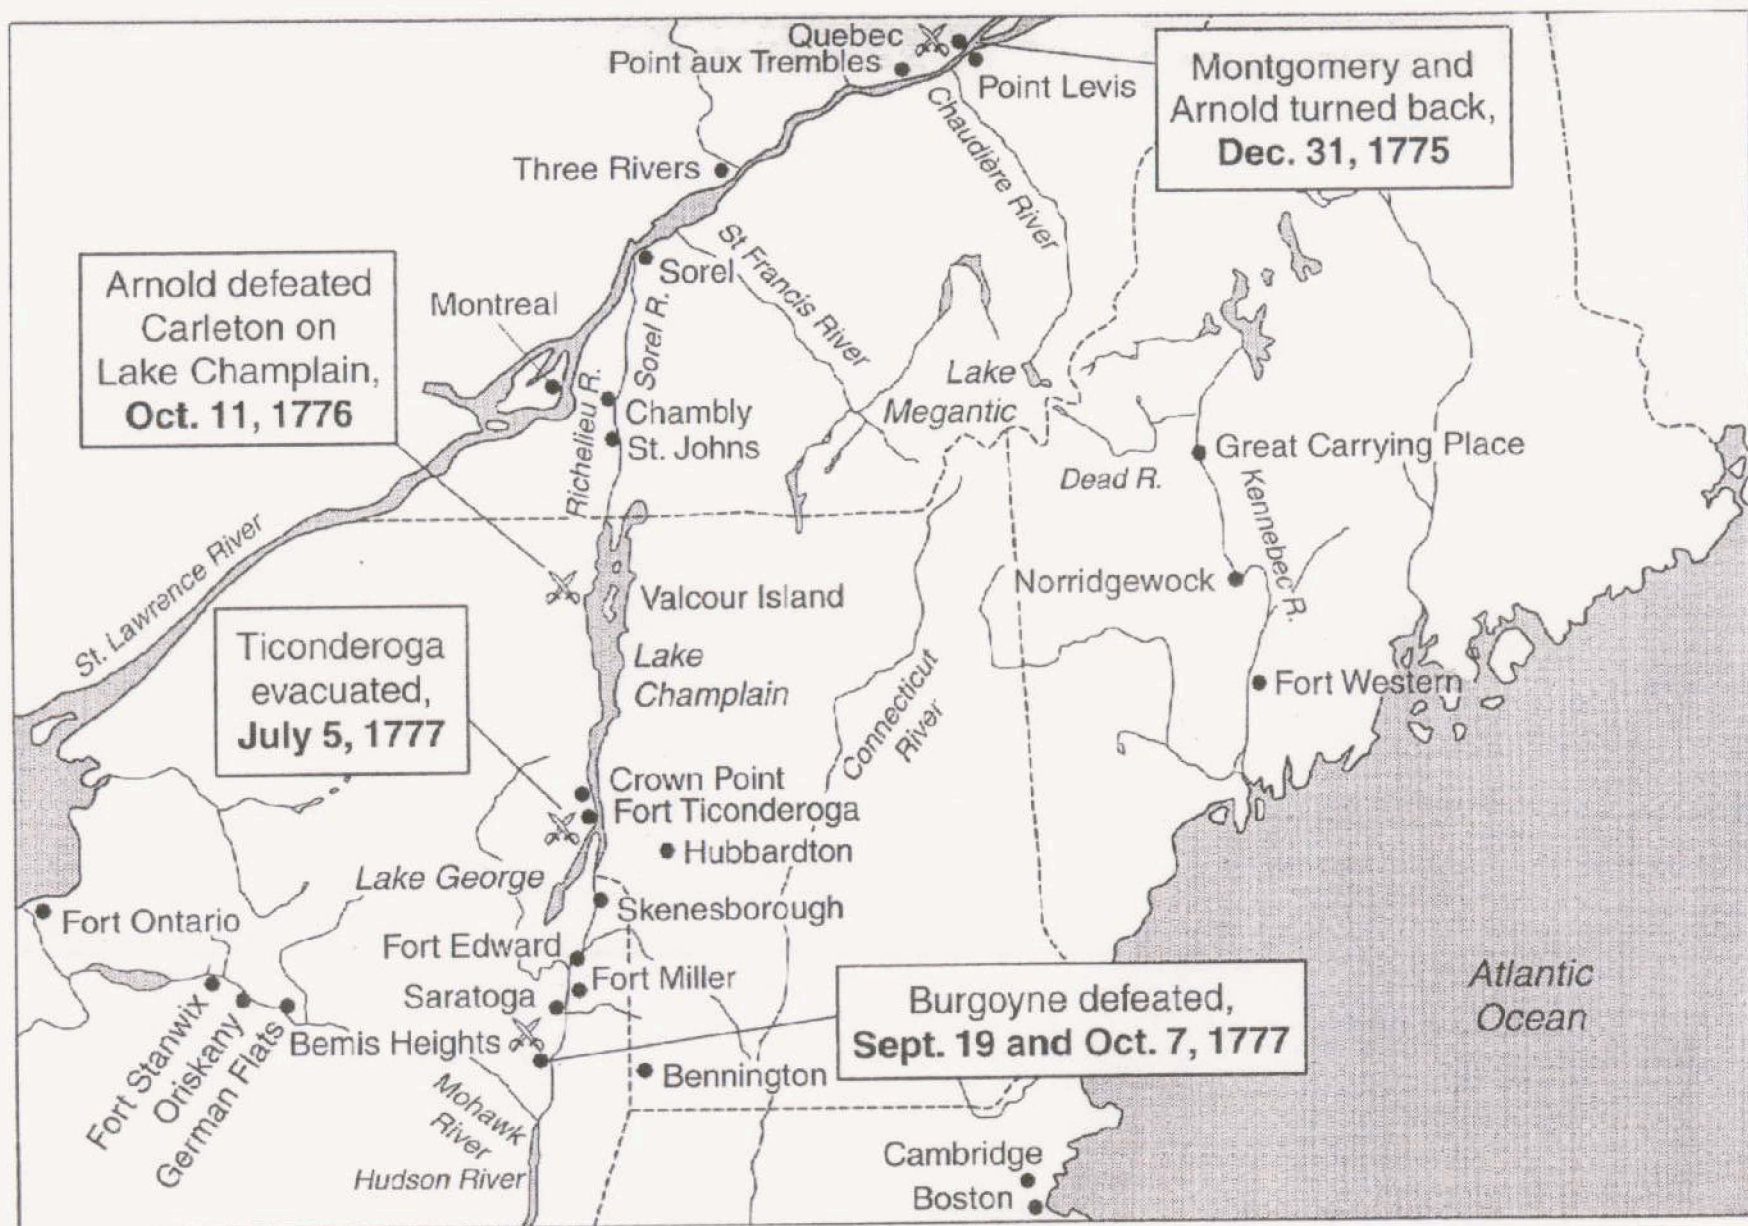 Quebec
Point aux Trembles
Point Levis
Montgomery and
Arnold turned back,
Dec. 31, 1775
Chaudière River
Three Rivers
St Francis River
Sorel
Arnold defeated
Carleton on
Lake Champlain,
Oct. 11, 1776
Montreal
Sorel R.
Richelieu R.
Lake
Megantic
Chambly
St. Johns
Great Carrying Place
Dead R.
Kennebec R.
St. Lawrence River
Valcour Island
Norridgewock
Ticonderoga
evacuated,
July 5, 1777
Lake
Champlain
Connecticut
River
Fort Western
Crown Point
Fort Ticonderoga
Hubbardton
Lake George
Skenesborough
Fort Ontario
Fort Edward
Fort Miller
Saratoga
Bemis Heights
Burgoyne defeated,
Sept. 19 and Oct. 7, 1777
Atlantic
Ocean
Fort Stanwix
Oriskany
German Flats
Bennington
Mohawk
River
Hudson River
Cambridge
Boston